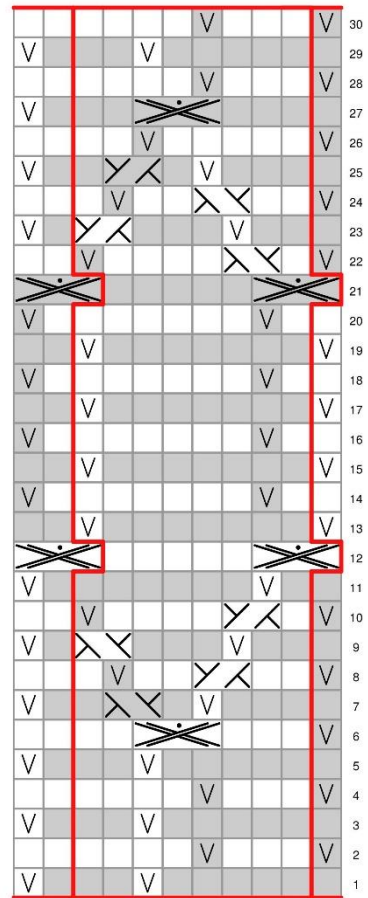 V V 30
V V 29
V V 28
V 27
V V 26
V V 25
V V 24
V V 23
V V 22
21
V V 20
V V 19
V V 18
V V 17
V V 16
V V 15
V V 14
V V 13
12
V V 11
V V 10
V V 9
V V 8
V V 7
V 6
V V 5
V V 4
V V 3
V V 2
V V 1